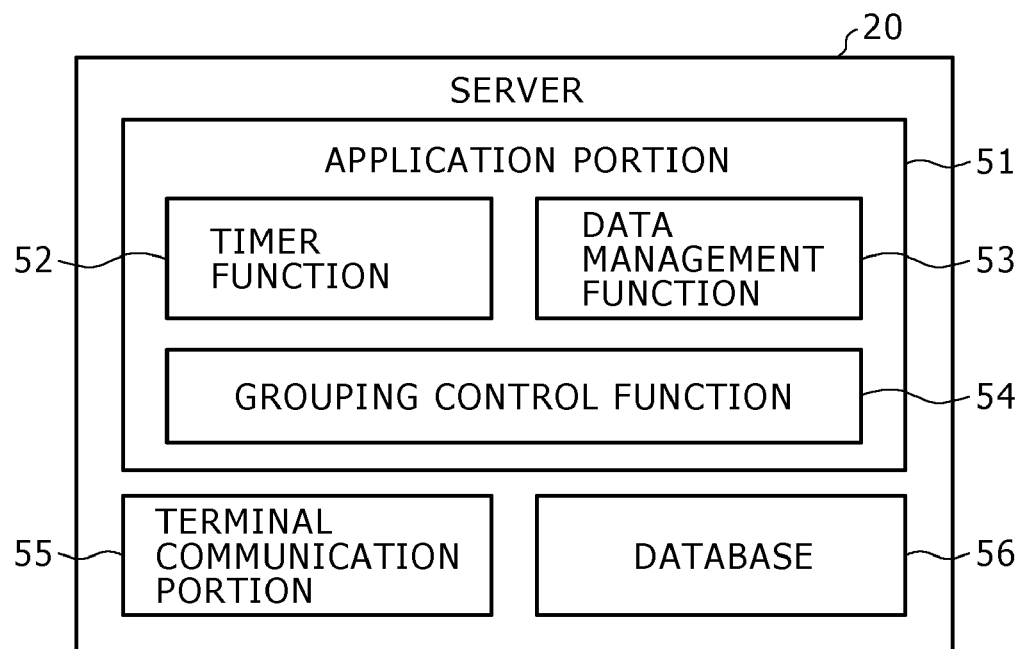 20
SERVER
APPLICATION PORTION
51
52
TIMER
FUNCTION
DATA
MANAGEMENT
FUNCTION
53
GROUPING CONTROL FUNCTION
54
55
TERMINAL
COMMUNICATION
PORTION
DATABASE
56